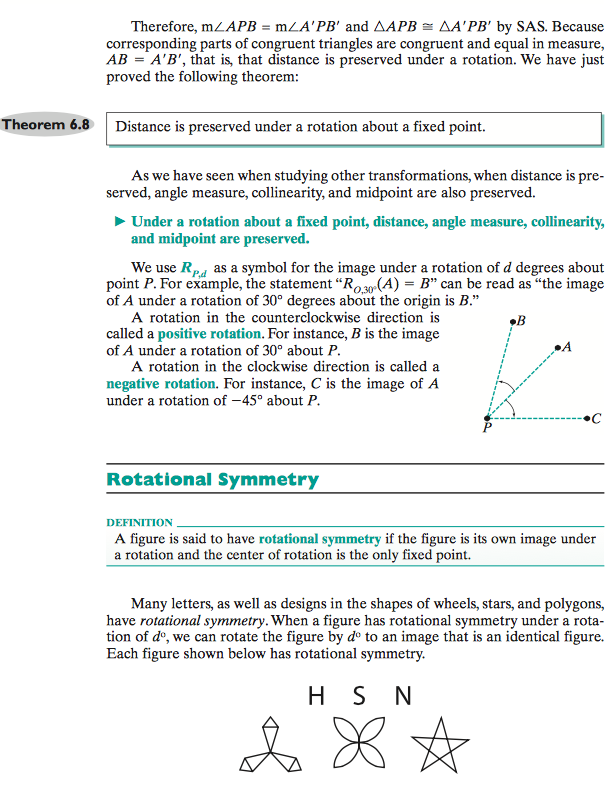 Therefore, m∠APB = m∠A′PB′ and △APB ≅ △A′PB′ by SAS. Because
corresponding parts of congruent triangles are congruent and equal in measure,
AB = A′B′, that is, that distance is preserved under a rotation. We have just
proved the following theorem:
Theorem 6.8
Distance is preserved under a rotation about a fixed point.
As we have seen when studying other transformations, when distance is pre-
served, angle measure, collinearity, and midpoint are also preserved.
▶ Under a rotation about a fixed point, distance, angle measure, collinearity,
and midpoint are preserved.
We use R_P,d as a symbol for the image under a rotation of d degrees about
point P. For example, the statement “R_O,30°(A) = B” can be read as “the image
of A under a rotation of 30° degrees about the origin is B.”
A rotation in the counterclockwise direction is
called a positive rotation. For instance, B is the image
of A under a rotation of 30° about P.
A rotation in the clockwise direction is called a
negative rotation. For instance, C is the image of A
under a rotation of −45° about P.
B
A
C
P
Rotational Symmetry
DEFINITION
A figure is said to have rotational symmetry if the figure is its own image under
a rotation and the center of rotation is the only fixed point.
Many letters, as well as designs in the shapes of wheels, stars, and polygons,
have rotational symmetry. When a figure has rotational symmetry under a rota-
tion of d°, we can rotate the figure by d° to an image that is an identical figure.
Each figure shown below has rotational symmetry.
H S N